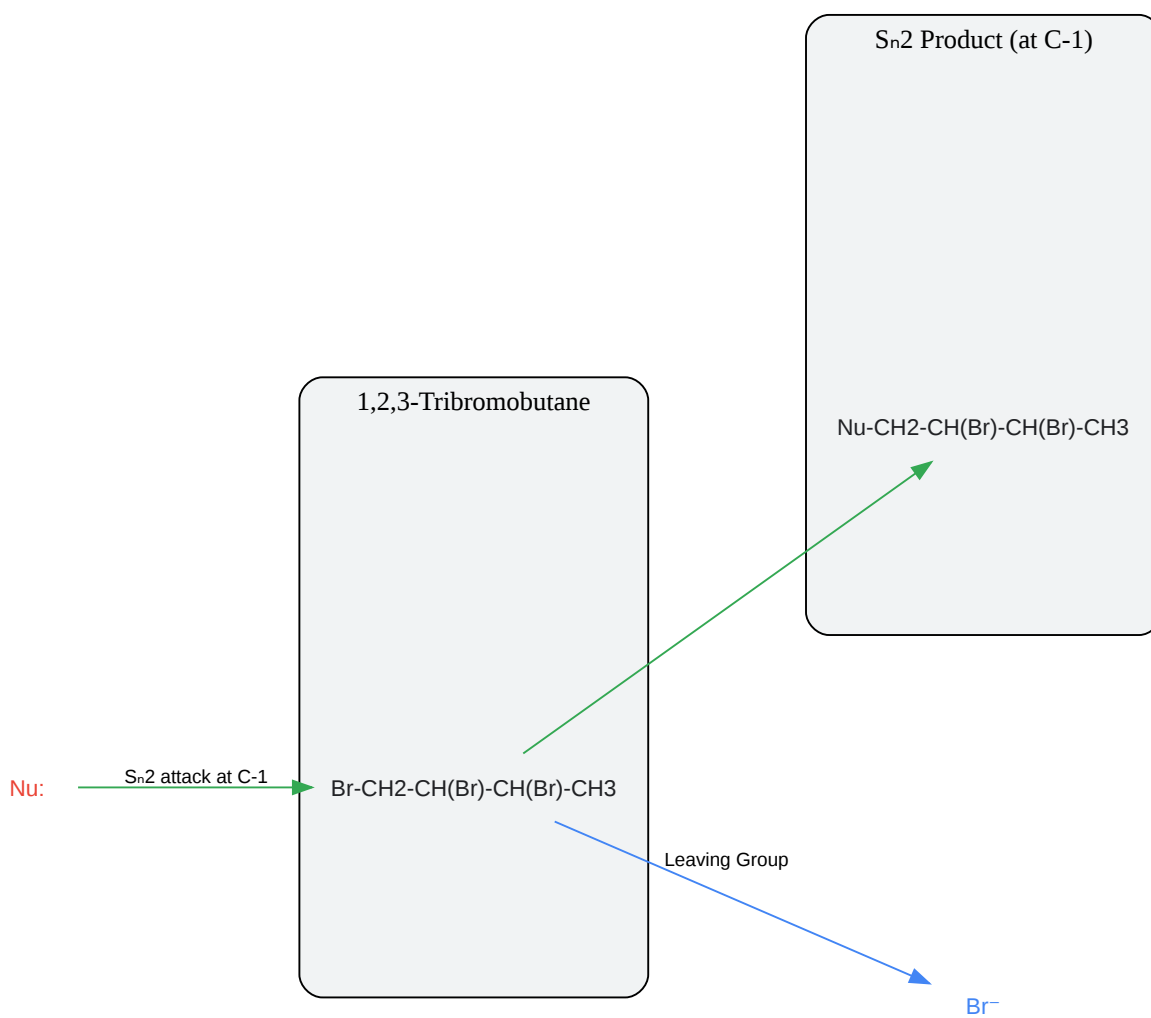 Sₙ2 Product (at C-1)
Nu-CH2-CH(Br)-CH(Br)-CH3
1,2,3-Tribromobutane
Nu:
Sₙ2 attack at C-1
Br-CH2-CH(Br)-CH(Br)-CH3
Leaving Group
Br⁻